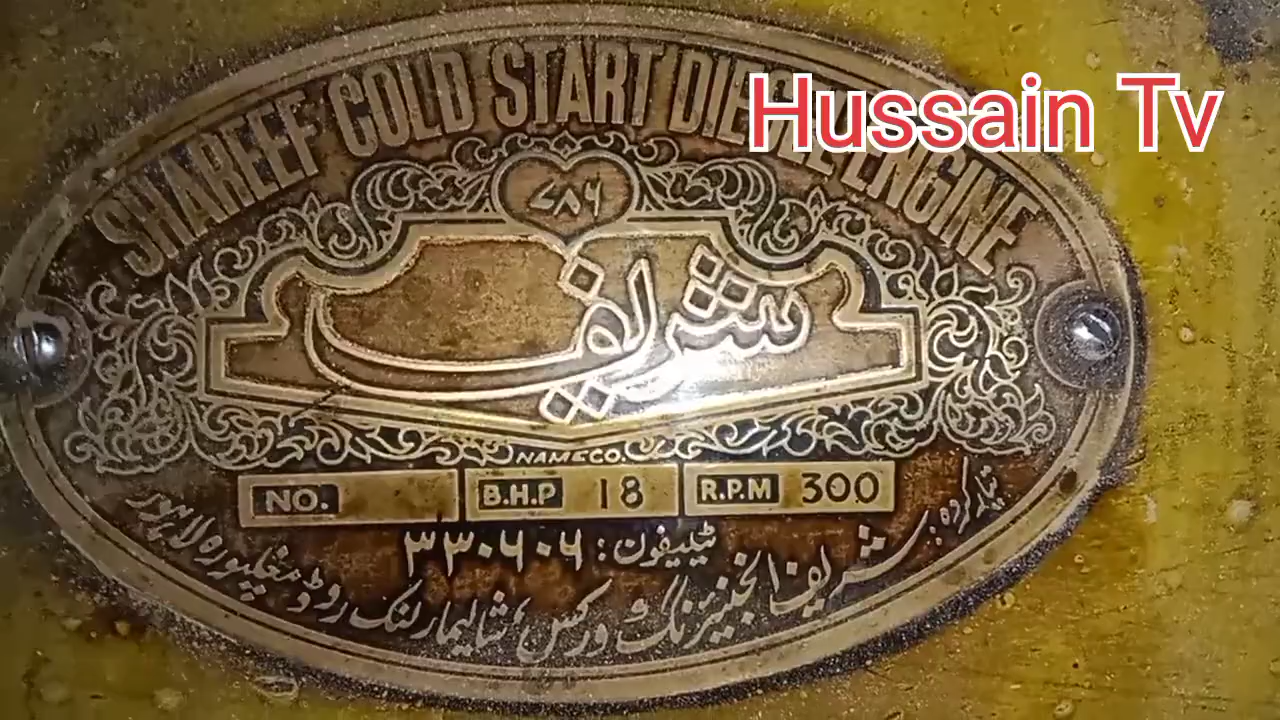 SHAREEF COLD START DIESEL ENGINE
Hussain Tv
۷۸۶
شریف
NAMECO.
NO.
B.H.P 18
R.P.M 300
ٹیلیفون: ۳۳۰۶۰۶
تیار کردہ: شریف انجنیئرنگ ورکس، شالیمار لنک روڈ مغلپورہ لاہور